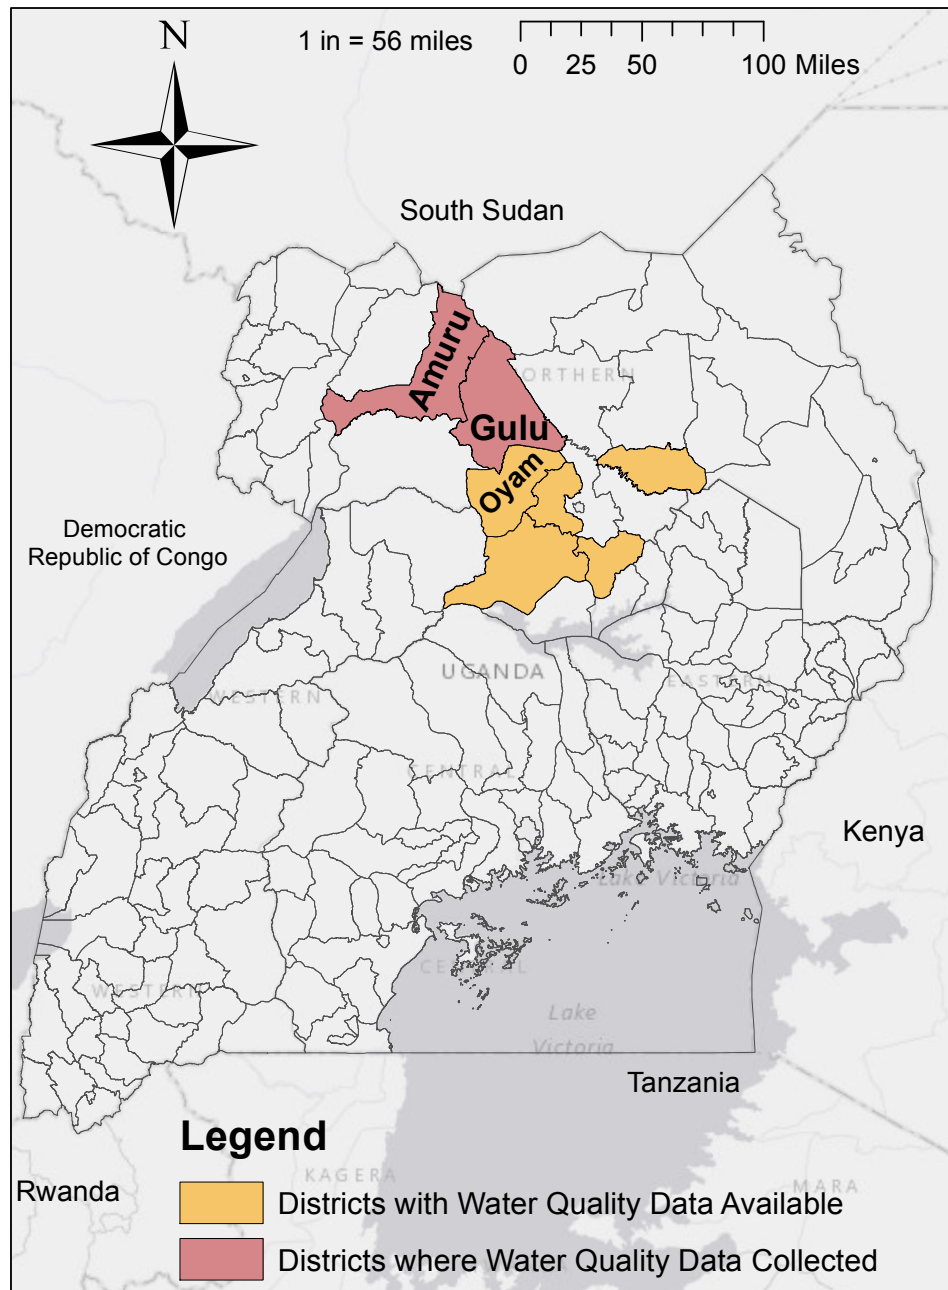 N
1 in = 56 miles
0 25 50 100 Miles
South Sudan
Amuru
ORTHERN
Gulu
Oyam
Democratic
Republic of Congo
UGANDA
EASTERN
WESTERN
CENTRAL
Kenya
Lake Victoria
CENTRAL
WESTERN
Lake
Victoria
Tanzania
Legend
KAGERA
Rwanda
MARA
Districts with Water Quality Data Available
Districts where Water Quality Data Collected